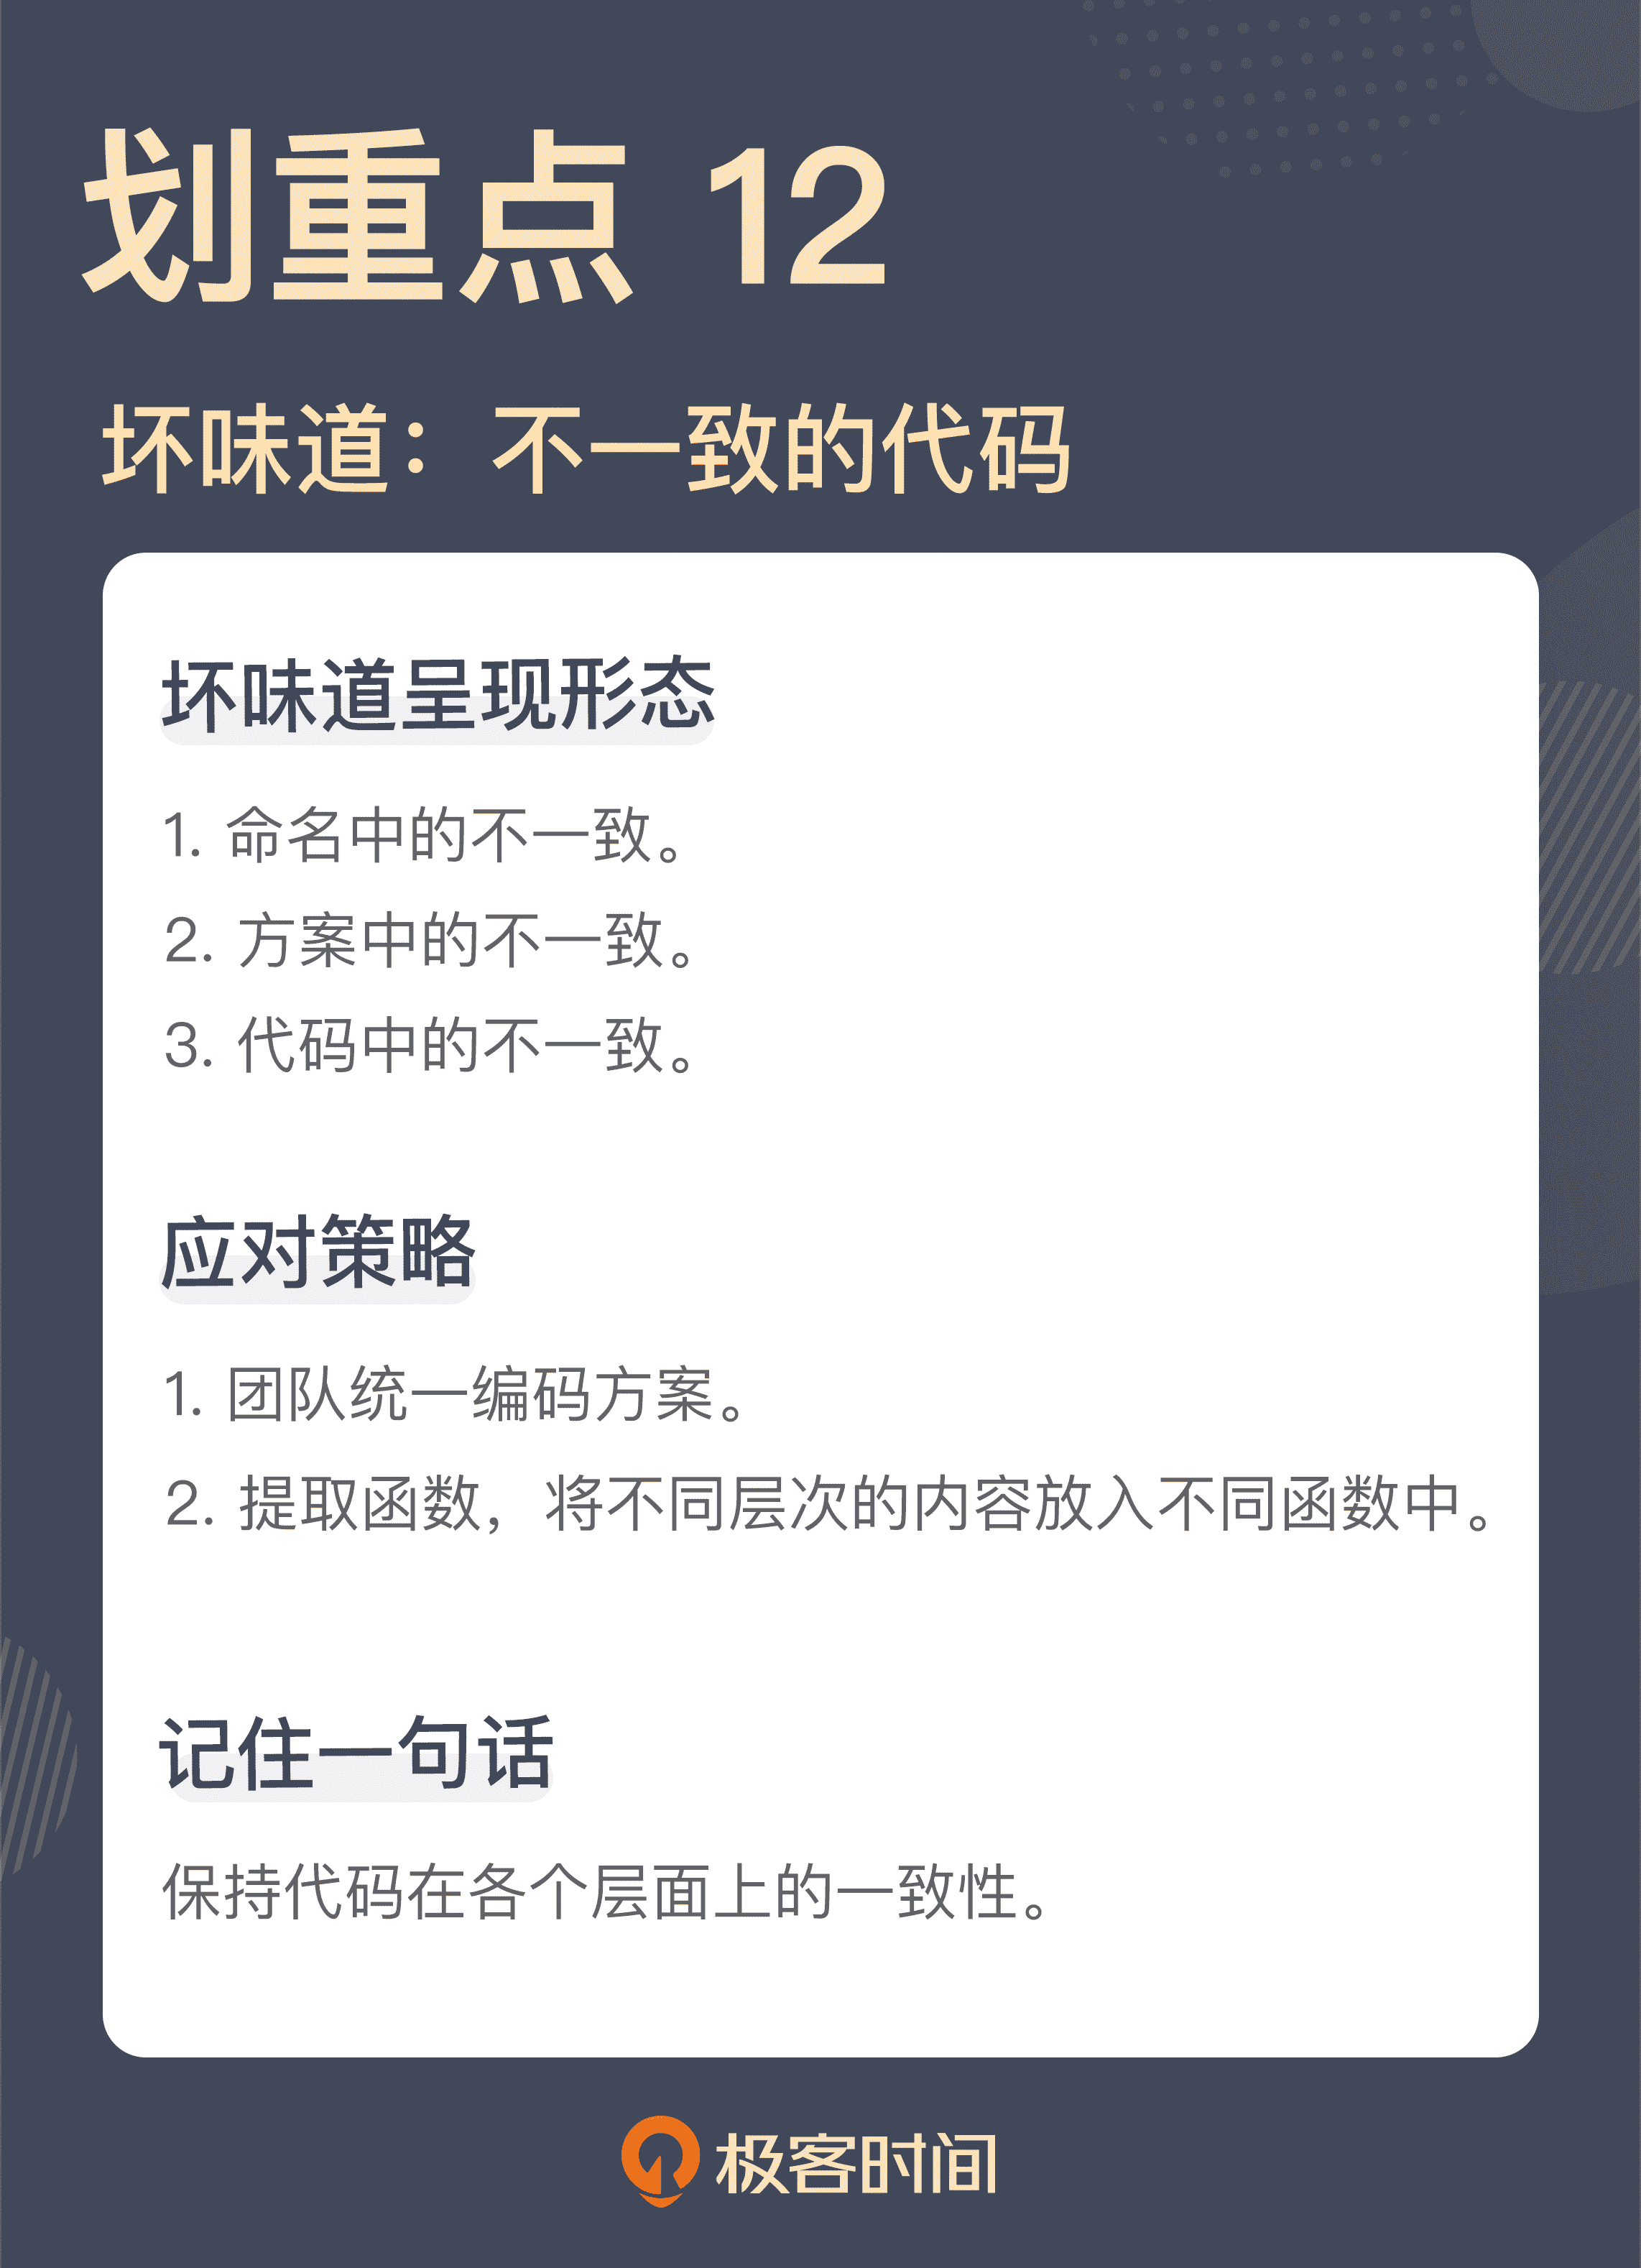 划重点 12
坏味道：不一致的代码
坏味道呈现形态
1. 命名中的不一致。
2. 方案中的不一致。
3. 代码中的不一致。
应对策略
1. 团队统一编码方案。
2. 提取函数，将不同层次的内容放入不同函数中。
记住一句话
保持代码在各个层面上的一致性。
极客时间